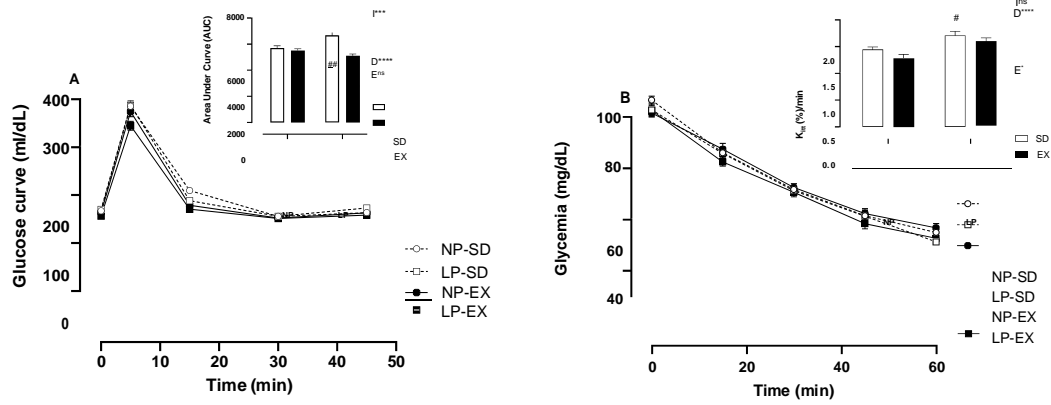 A
Glucose curve (ml/dL)
400
300
200
100
0
0 10 20 30 40 50
Time (min)
Area Under Curve (AUC)
8000
6000
4000
2000
0
##
I***
D****
Ens
SD
EX
NP LP
NP-SD
LP-SD
NP-EX
LP-EX
B
Glycemia (mg/dL)
100
80
60
40
0 20 40 60
Time (min)
Kitt (%)/min
2.0
1.5
1.0
0.5
0.0
#
Ins
D****
E*
SD
EX
NP LP
NP-SD
LP-SD
NP-EX
LP-EX